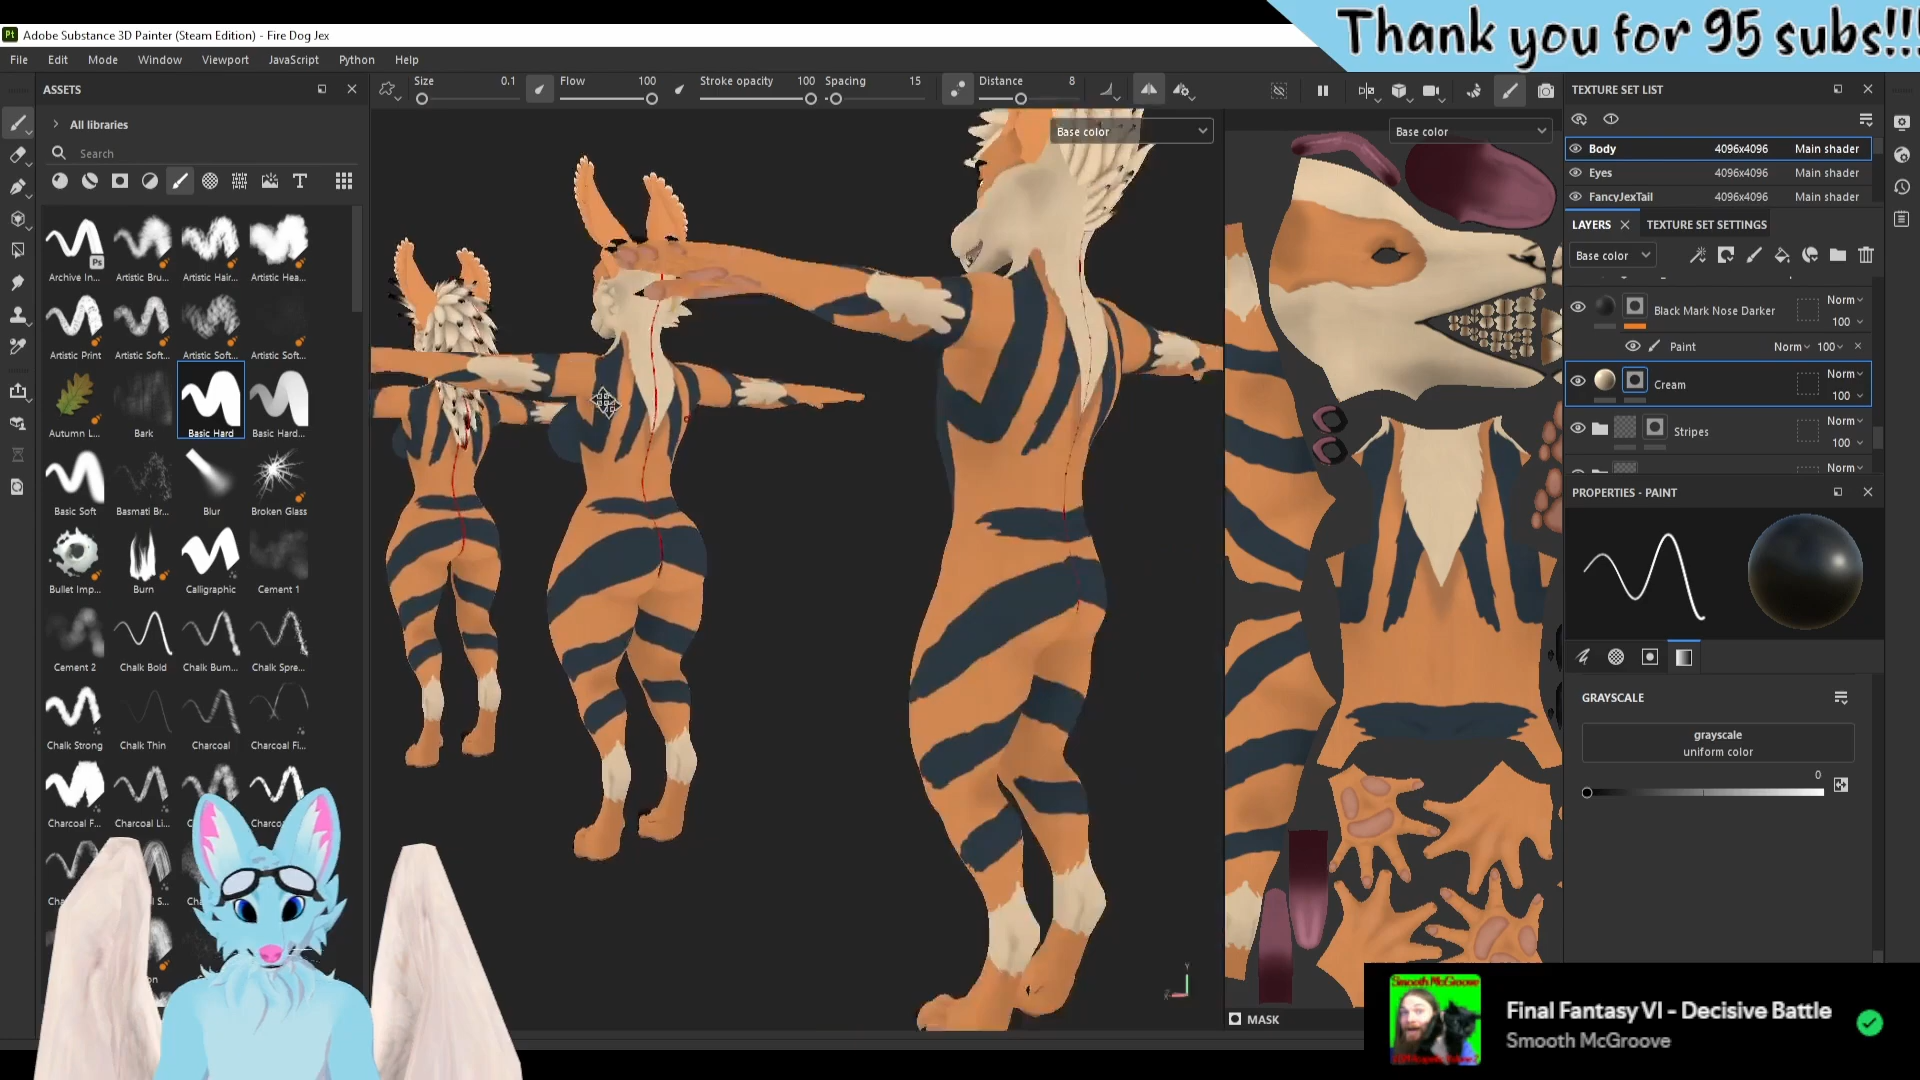 Thank you for 95 subs!!!
Adobe Substance 3D Painter (Steam Edition) - Fire Dog Jex
File Edit Mode Window Viewport JavaScript Python Help
ASSETS
Size 0.1 Flow 100 Stroke opacity 100 Spacing 15 Distance 8
All libraries
Search
Archive In...
Artistic Bru...
Artistic Hair...
Artistic Hea...
Artistic Print
Artistic Soft...
Artistic Soft...
Artistic Soft...
Autumn L...
Bark
Basic Hard
Basic Hard...
Basic Soft
Basmati Br...
Blur
Broken Glass
Bullet Imp...
Burn
Calligraphic
Cement 1
Cement 2
Chalk Bold
Chalk Bum...
Chalk Spre...
Chalk Strong
Chalk Thin
Charcoal
Charcoal Fi...
Charcoal F...
Charcoal Li...
Base color
Base color
MASK
TEXTURE SET LIST
Body 4096x4096 Main shader
Eyes 4096x4096 Main shader
FancyJexTail 4096x4096 Main shader
LAYERS TEXTURE SET SETTINGS
Base color
Black Mark Nose Darker Norm 100
Paint Norm 100
Cream Norm 100
Stripes Norm 100
Norm
PROPERTIES - PAINT
GRAYSCALE
grayscale
uniform color
0
Final Fantasy VI - Decisive Battle
Smooth McGroove